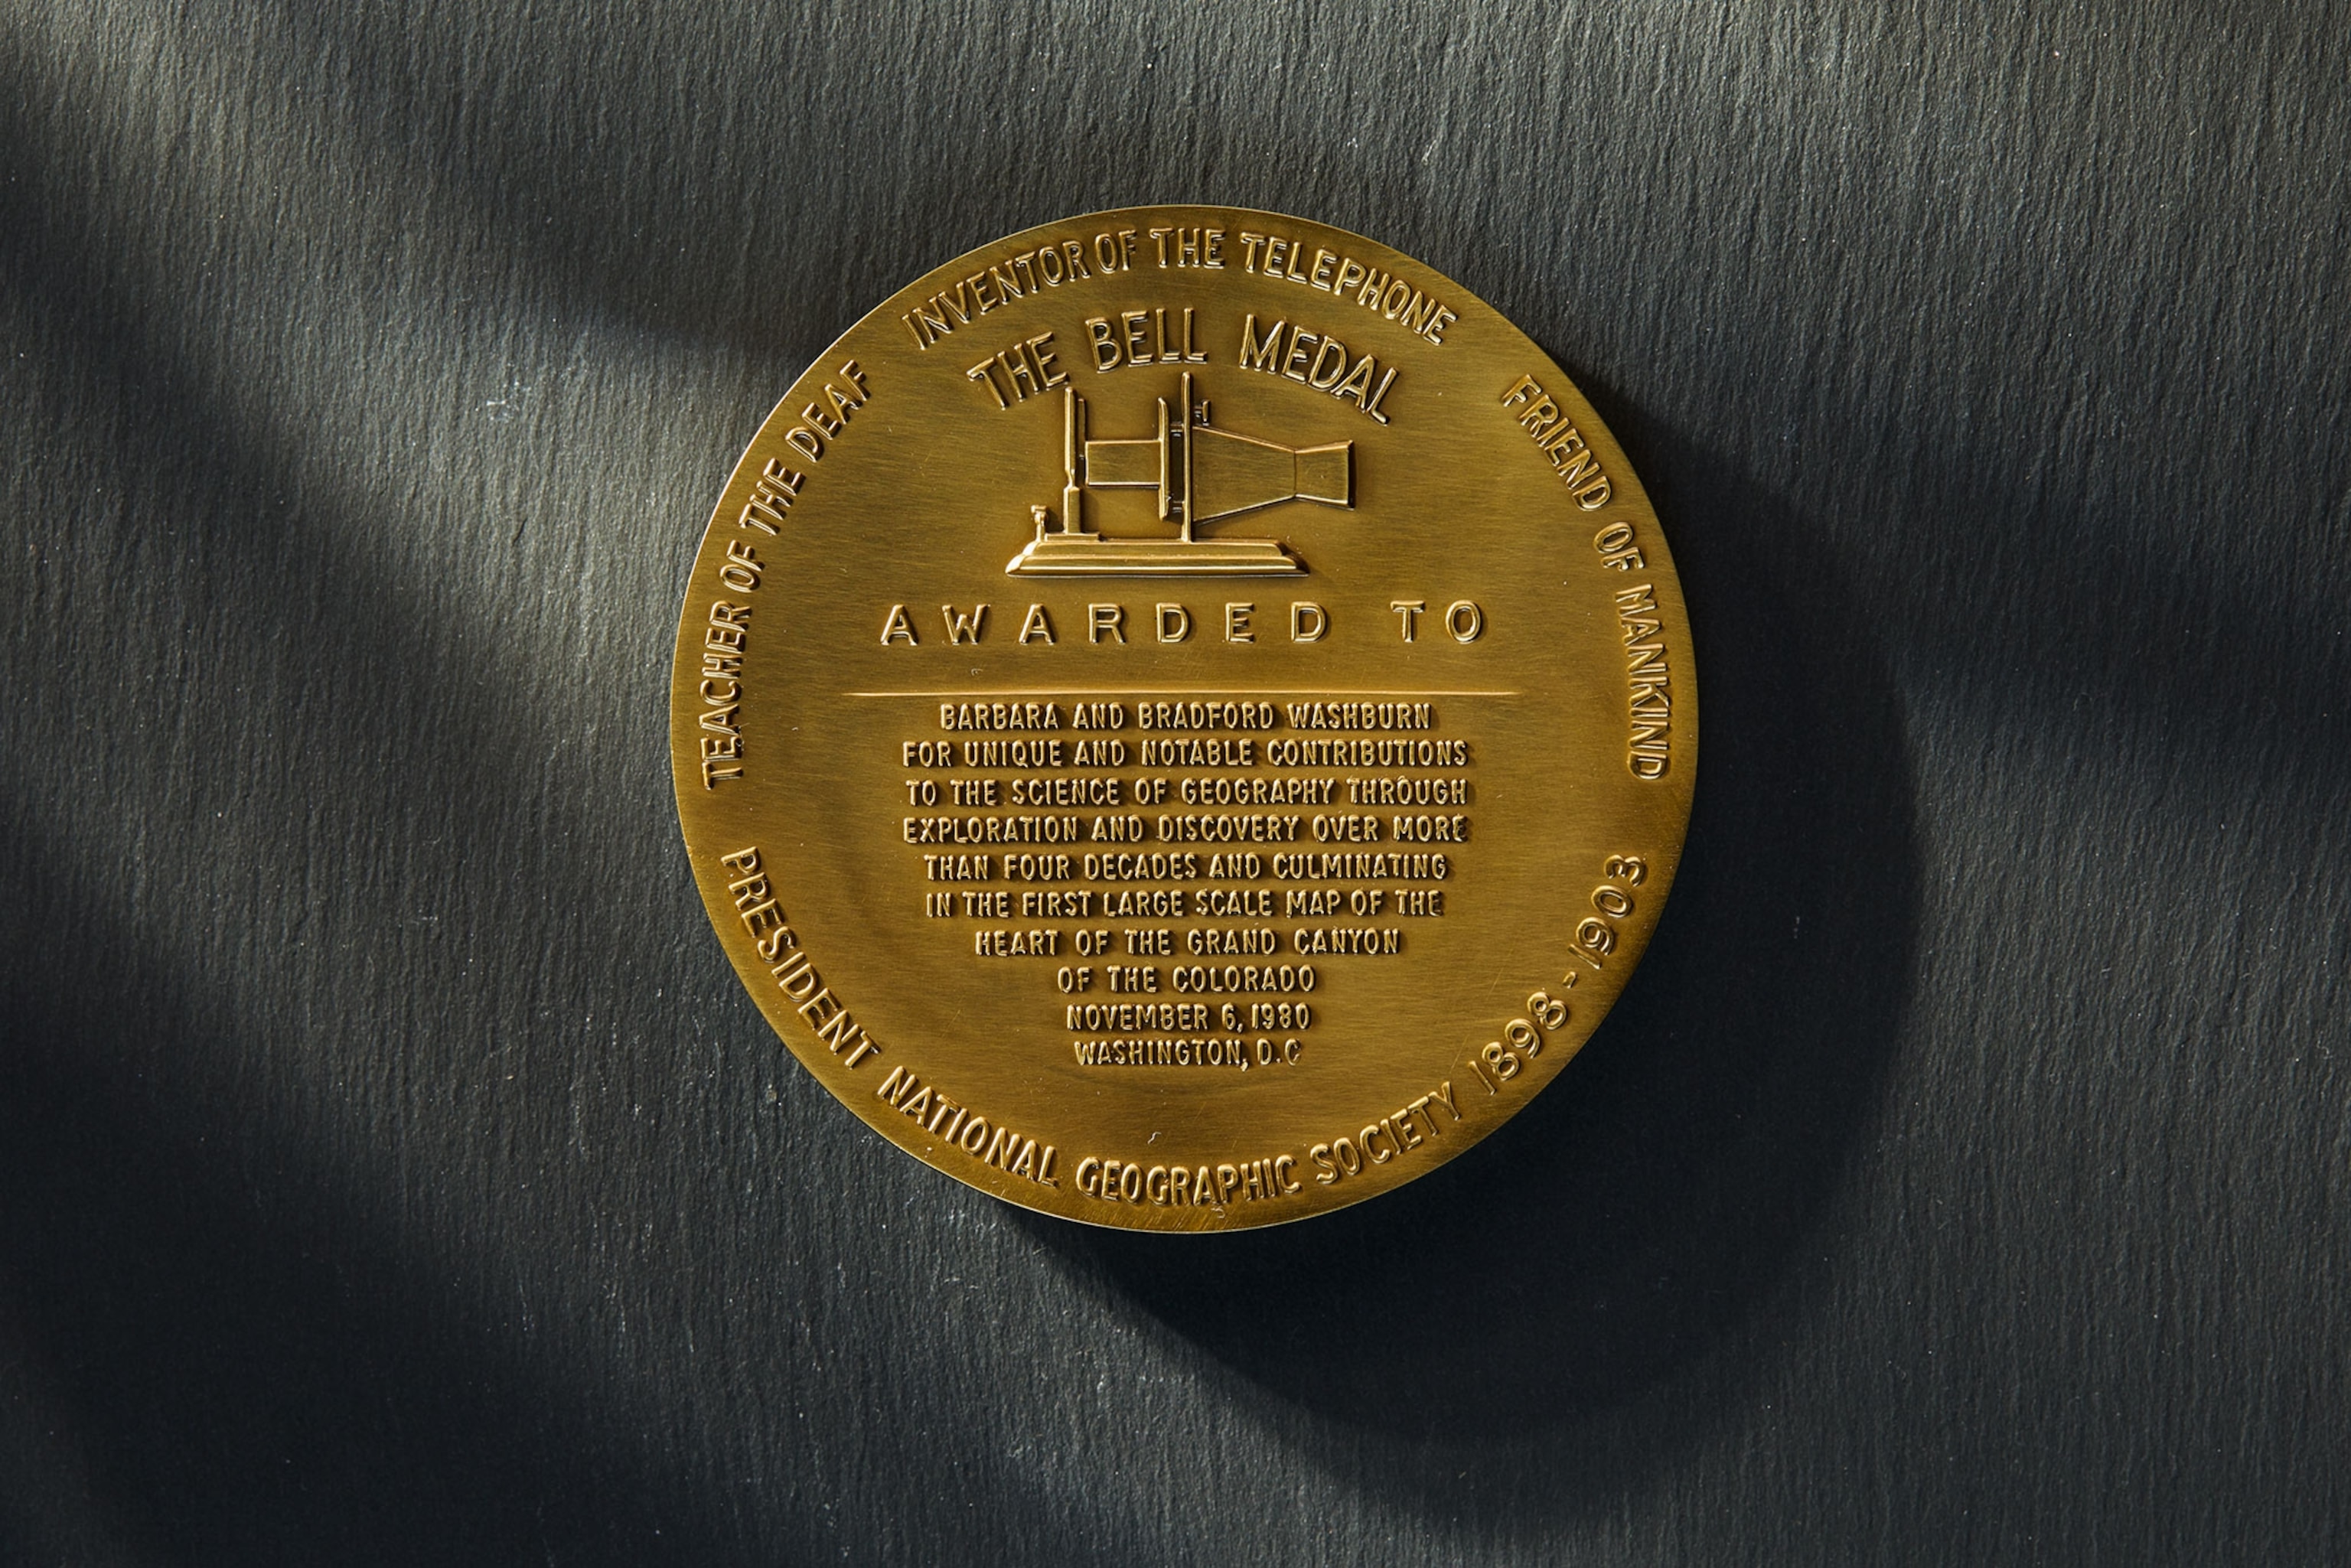 TEACHER OF THE DEAF
INVENTOR OF THE TELEPHONE
FRIEND OF MANKIND
THE BELL MEDAL
AWARDED TO
BARBARA AND BRADFORD WASHBURN
FOR UNIQUE AND NOTABLE CONTRIBUTIONS
TO THE SCIENCE OF GEOGRAPHY THROUGH
EXPLORATION AND DISCOVERY OVER MORE
THAN FOUR DECADES AND CULMINATING
IN THE FIRST LARGE SCALE MAP OF THE
HEART OF THE GRAND CANYON
OF THE COLORADO
NOVEMBER 6, 1980
WASHINGTON, D.C
PRESIDENT NATIONAL GEOGRAPHIC SOCIETY 1898-1903